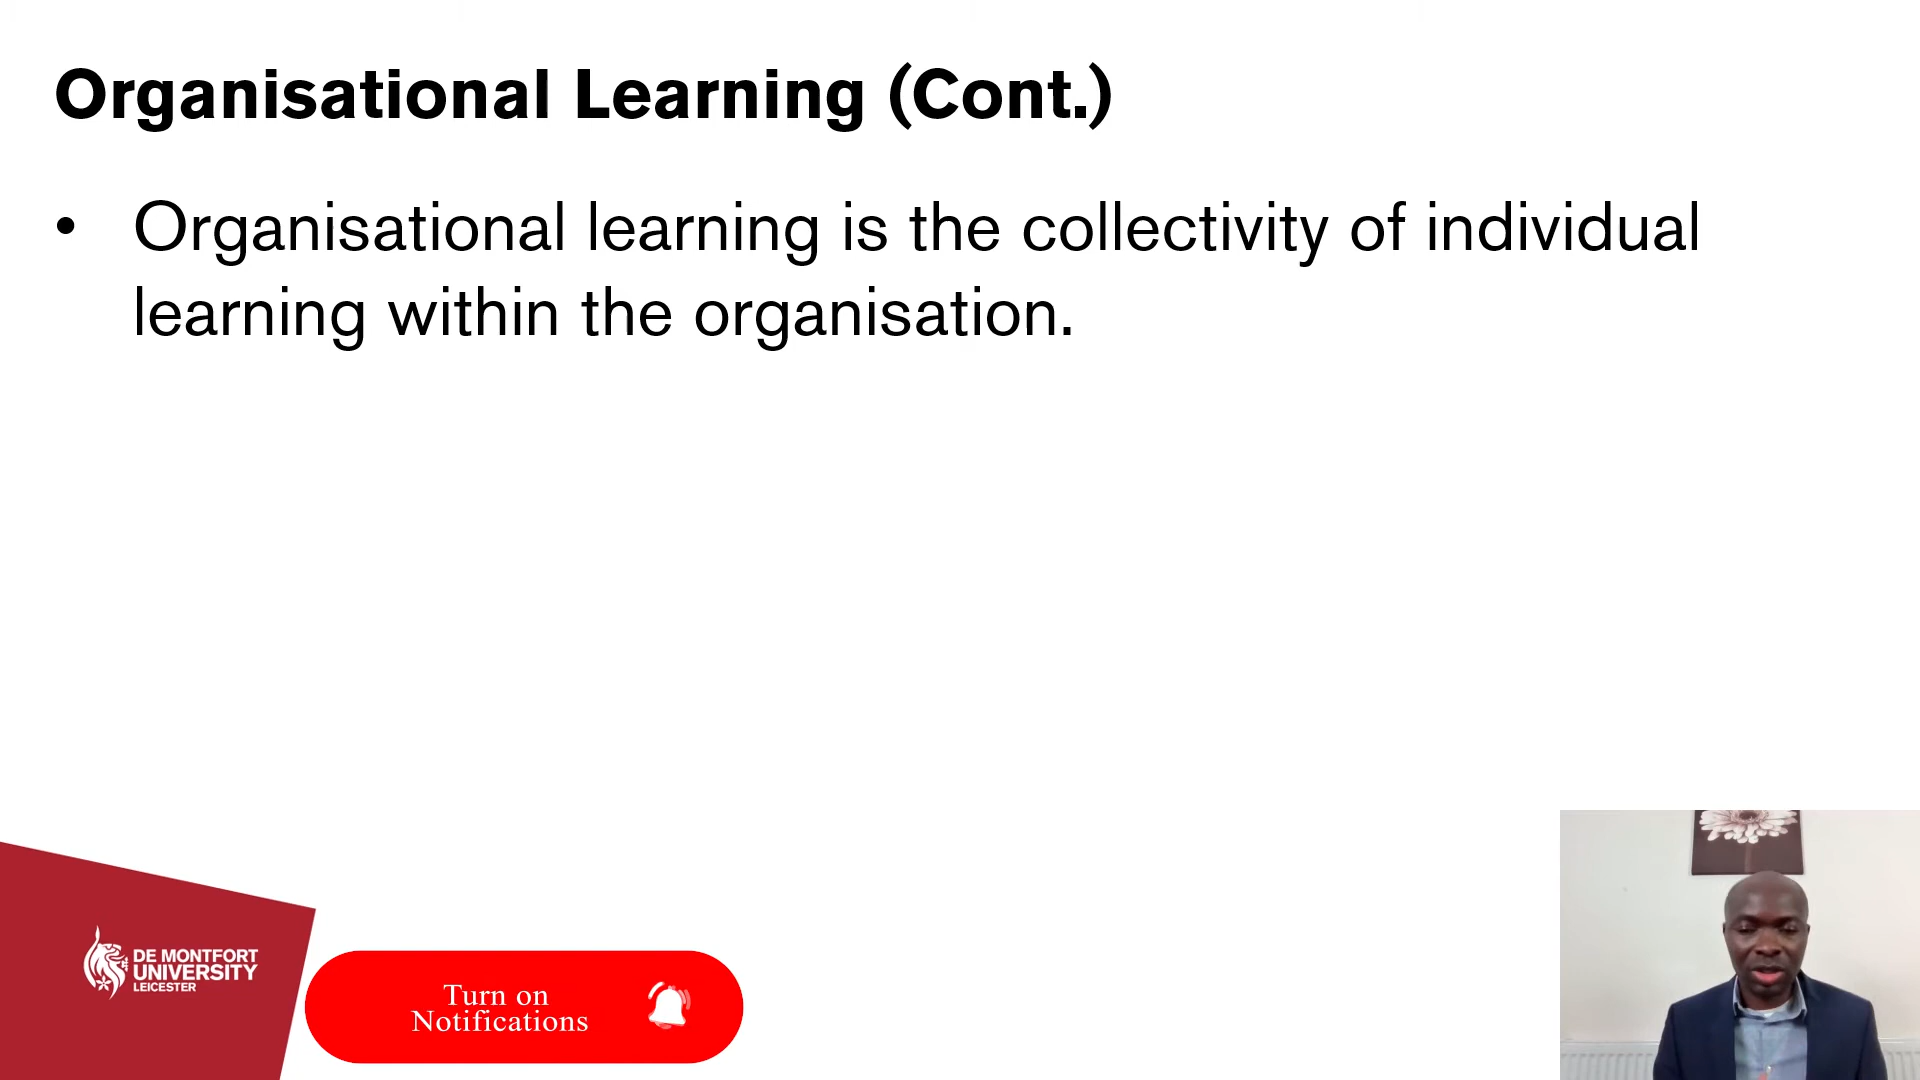 Organisational Learning (Cont.)
• Organisational learning is the collectivity of individual
learning within the organisation.
DE MONTFORT
UNIVERSITY
LEICESTER
Turn on
Notifications